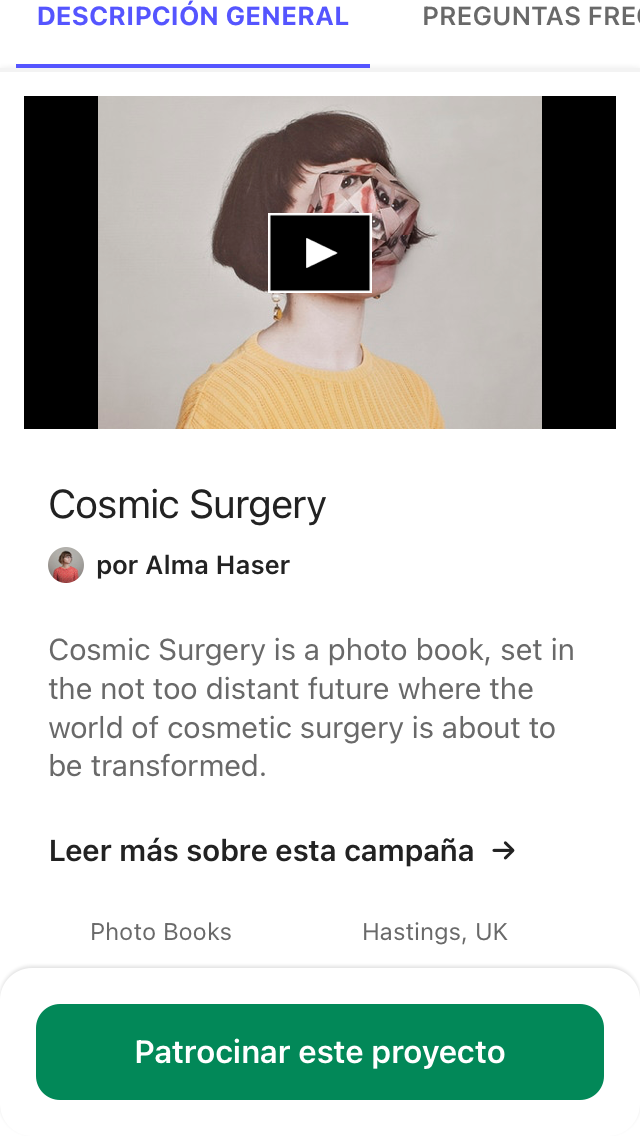 DESCRIPCIÓN GENERAL
PREGUNTAS
Cosmic Surgery
por Alma Haser
Cosmic Surgery is a photo book, set in
the not too distant future where the
world of cosmetic surgery is about to
be transformed.
Leer más sobre esta campaña →
Photo Books
Hastings, UK
Patrocinar este proyecto